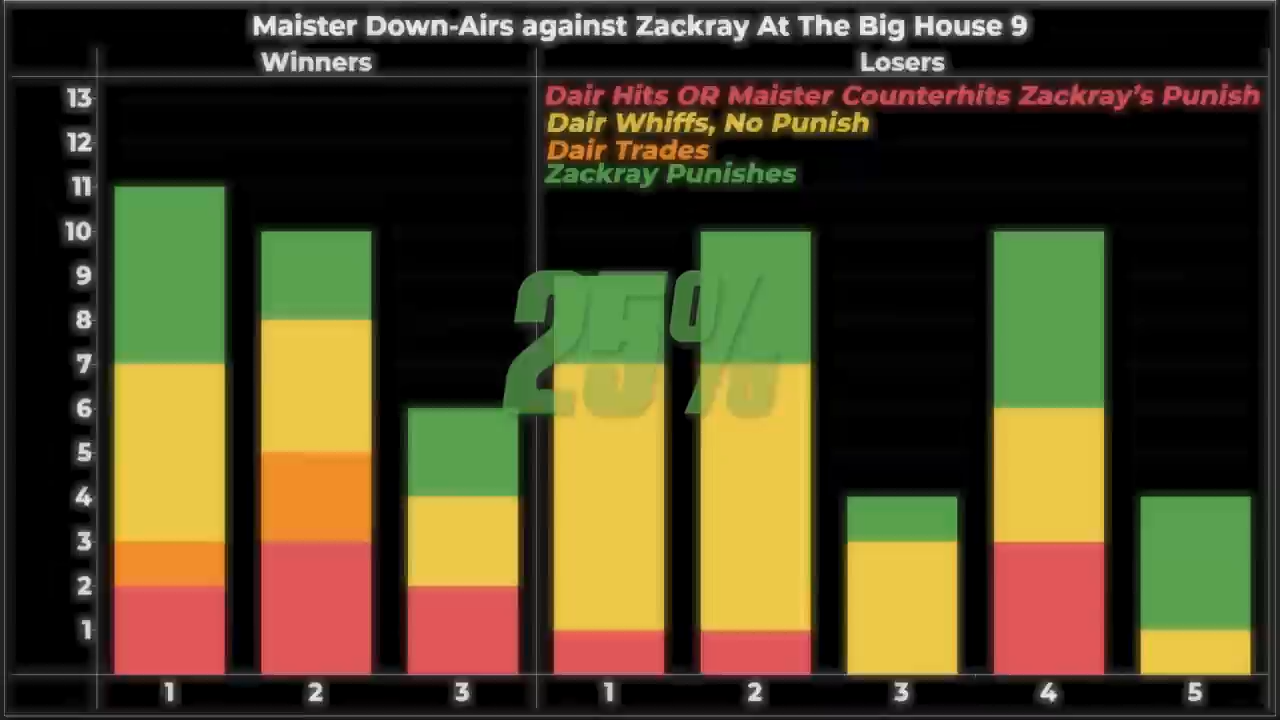 Maister Down-Airs against Zackray At The Big House 9
Winners
Losers
Dair Hits OR Maister Counterhits Zackray's Punish
Dair Whiffs, No Punish
Dair Trades
Zackray Punishes
13
12
11
10
9
8
7
6
5
4
3
2
1
25%
1 2 3 1 2 3 4 5